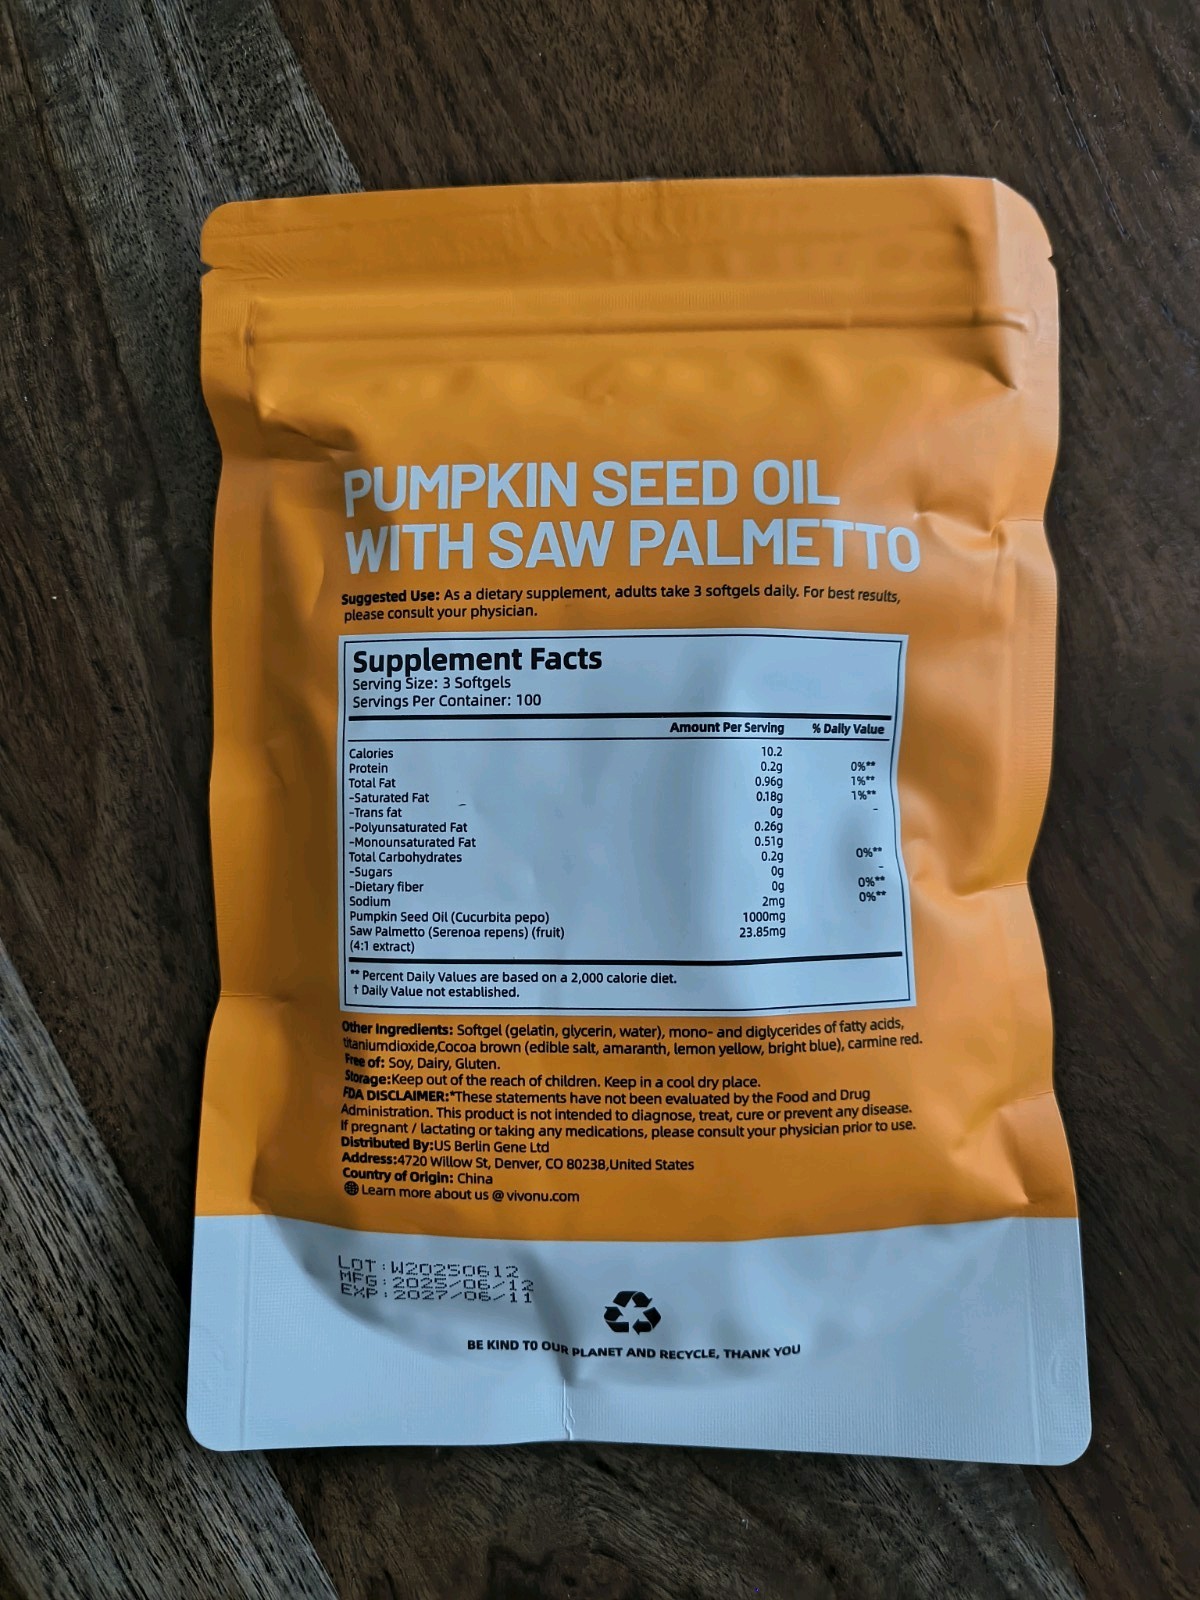 PUMPKIN SEED OIL
WITH SAW PALMETTO
Suggested Use: As a dietary supplement, adults take 3 softgels daily. For best results,
please consult your physician.
Supplement Facts
Serving Size: 3 Softgels
Servings Per Container: 100
Amount Per Serving % Daily Value
Calories 10.2
Protein 0.2g 0%**
Total Fat 0.96g 1%**
-Saturated Fat 0.18g 1%**
-Trans fat 0g -
-Polyunsaturated Fat 0.26g
-Monounsaturated Fat 0.51g
Total Carbohydrates 0.2g 0%**
-Sugars 0g -
-Dietary fiber 0g 0%**
Sodium 2mg 0%**
Pumpkin Seed Oil (Cucurbita pepo) 1000mg
Saw Palmetto (Serenoa repens) (fruit) 23.85mg
(4:1 extract)
** Percent Daily Values are based on a 2,000 calorie diet.
† Daily Value not established.
Other Ingredients: Softgel (gelatin, glycerin, water), mono- and diglycerides of fatty acids,
titaniumdioxide,Cocoa brown (edible salt, amaranth, lemon yellow, bright blue), carmine red.
Free of: Soy, Dairy, Gluten.
Storage:Keep out of the reach of children. Keep in a cool dry place.
FDA DISCLAIMER:*These statements have not been evaluated by the Food and Drug
Administration. This product is not intended to diagnose, treat, cure or prevent any disease.
If pregnant / lactating or taking any medications, please consult your physician prior to use.
Distributed By:US Berlin Gene Ltd
Address:4720 Willow St, Denver, CO 80238,United States
Country of Origin: China
Learn more about us @ vivonu.com
LOT:W20250612
MFG:2025/06/12
EXP:2027/06/11
BE KIND TO OUR PLANET AND RECYCLE, THANK YOU